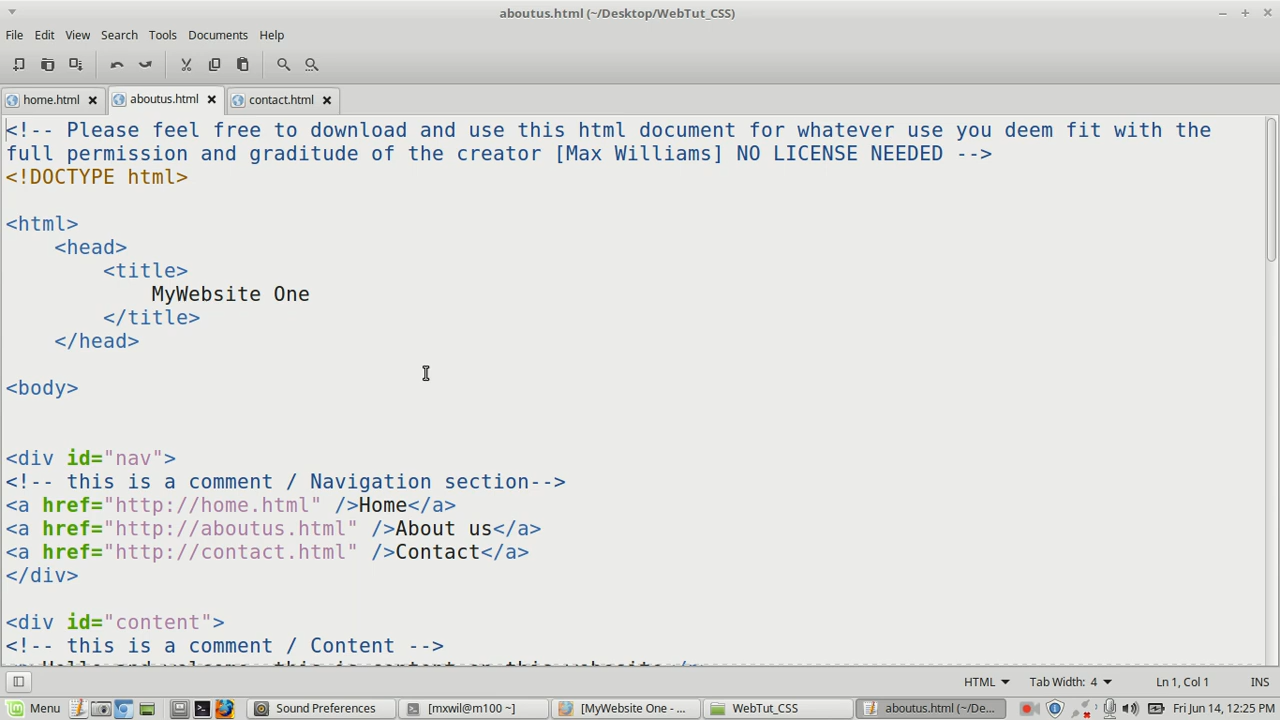 aboutus.html (~/Desktop/WebTut_CSS)
File Edit View Search Tools Documents Help
home.html aboutus.html contact.html
<!-- Please feel free to download and use this html document for whatever use you deem fit with the
full permission and graditude of the creator [Max Williams] NO LICENSE NEEDED -->
<!DOCTYPE html>
<html>
<head>
<title>
MyWebsite One
</title>
</head>
<body>
<div id="nav">
<!-- this is a comment / Navigation section-->
<a href="http://home.html" />Home</a>
<a href="http://aboutus.html" />About us</a>
<a href="http://contact.html" />Contact</a>
</div>
<div id="content">
<!-- this is a comment / Content -->
HTML Tab Width: 4 Ln 1, Col 1 INS
Menu Sound Preferences [mxwil@m100 ~] [MyWebsite One - ... WebTut_CSS aboutus.html (~/De... Fri Jun 14, 12:25 PM